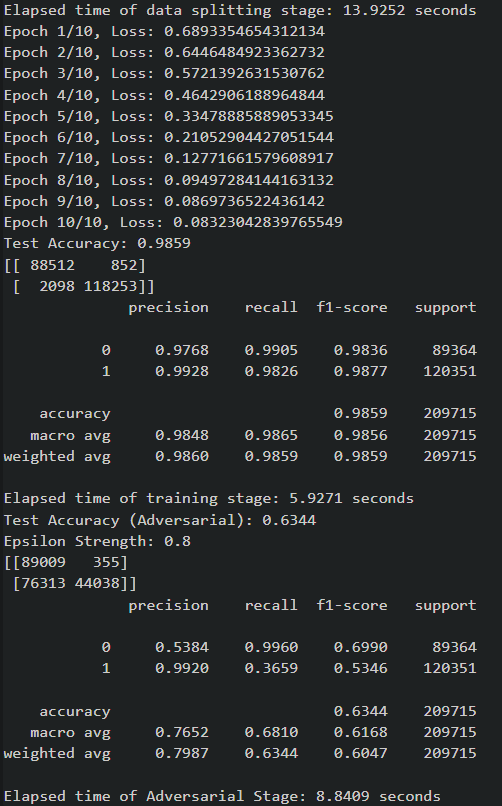 Elapsed time of data splitting stage: 13.9252 seconds
Epoch 1/10, Loss: 0.6893354654312134
Epoch 2/10, Loss: 0.6446484923362732
Epoch 3/10, Loss: 0.5721392631530762
Epoch 4/10, Loss: 0.4642906188964844
Epoch 5/10, Loss: 0.33478885889053345
Epoch 6/10, Loss: 0.21052904427051544
Epoch 7/10, Loss: 0.12771661579608917
Epoch 8/10, Loss: 0.09497284144163132
Epoch 9/10, Loss: 0.0869736522436142
Epoch 10/10, Loss: 0.08323042839765549
Test Accuracy: 0.9859
[[ 88512    852]
 [  2098 118253]]
              precision    recall  f1-score   support

           0     0.9768    0.9905    0.9836     89364
           1     0.9928    0.9826    0.9877    120351

    accuracy                         0.9859    209715
   macro avg     0.9848    0.9865    0.9856    209715
weighted avg     0.9860    0.9859    0.9859    209715

Elapsed time of training stage: 5.9271 seconds
Test Accuracy (Adversarial): 0.6344
Epsilon Strength: 0.8
[[89009   355]
 [76313 44038]]
              precision    recall  f1-score   support

           0     0.5384    0.9960    0.6990     89364
           1     0.9920    0.3659    0.5346    120351

    accuracy                         0.6344    209715
   macro avg     0.7652    0.6810    0.6168    209715
weighted avg     0.7987    0.6344    0.6047    209715

Elapsed time of Adversarial Stage: 8.8409 seconds